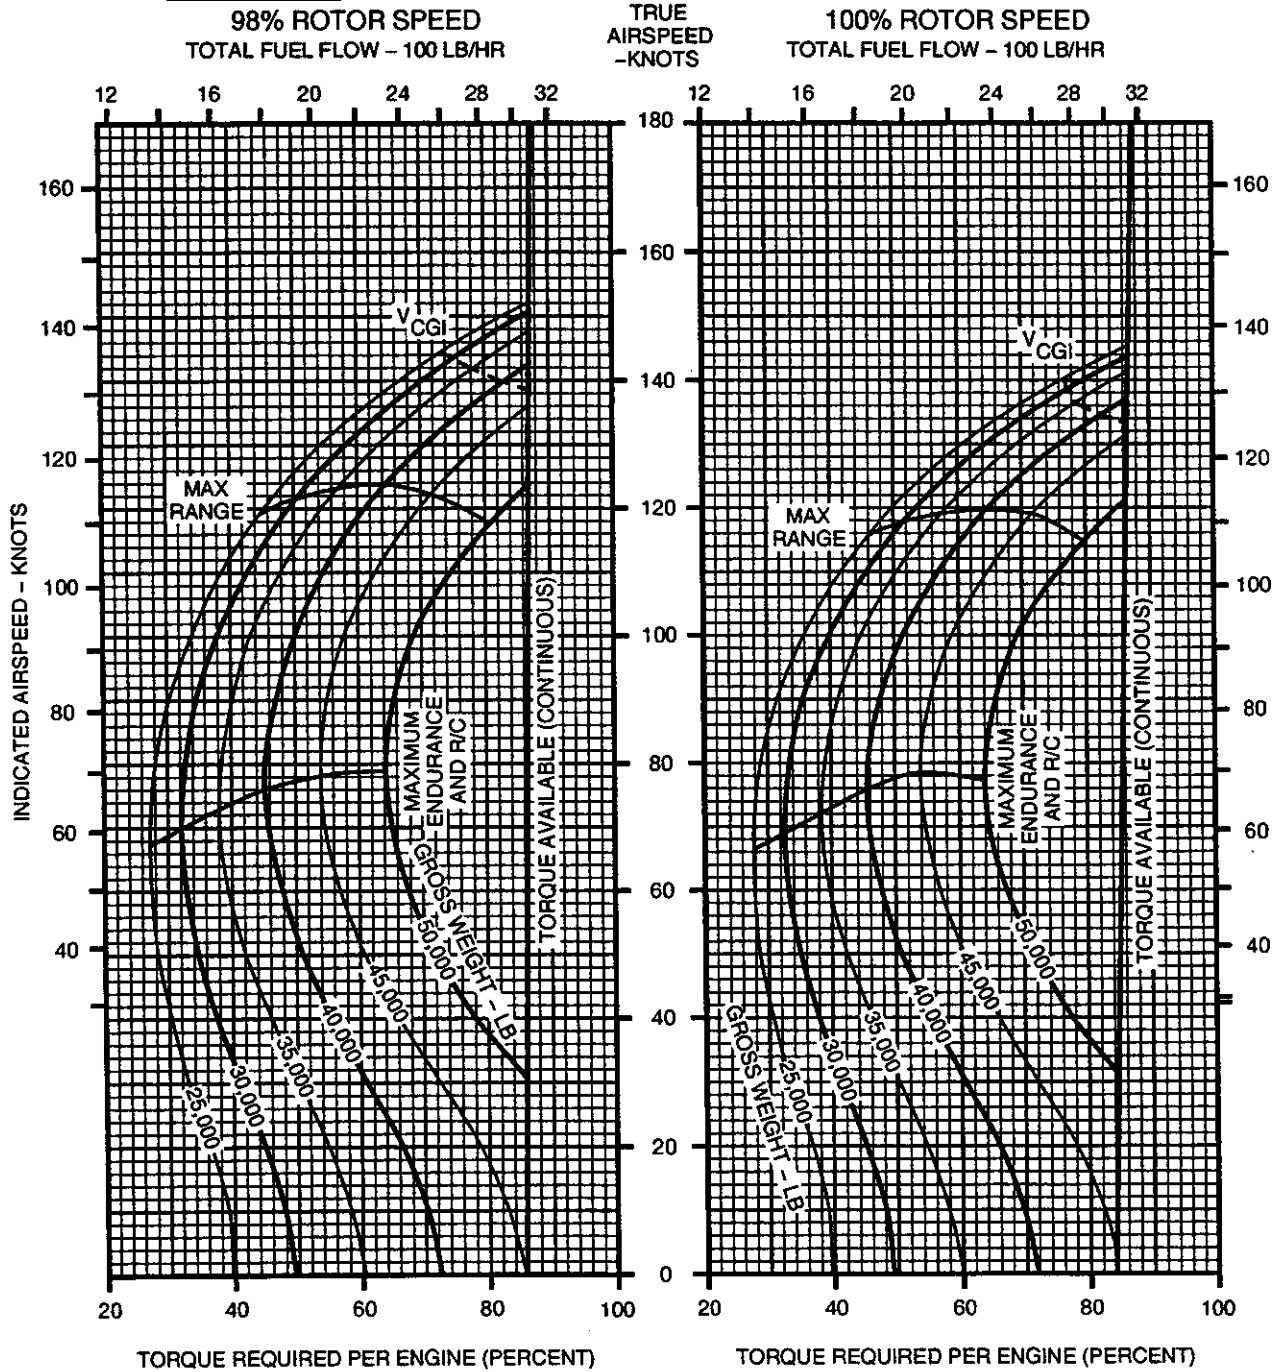 98% ROTOR SPEED
TOTAL FUEL FLOW – 100 LB/HR
TRUE
AIRSPEED
–KNOTS
100% ROTOR SPEED
TOTAL FUEL FLOW – 100 LB/HR
12 16 20 24 28 32
12 16 20 24 28 32
INDICATED AIRSPEED – KNOTS
160
140
120
100
80
60
40
180
160
140
120
100
80
60
40
20
0
160
140
120
100
80
60
40
V CGI
MAX
RANGE
MAXIMUM
ENDURANCE
AND R/C
TORQUE AVAILABLE (CONTINUOUS)
GROSS WEIGHT – LB
50,000
45,000
40,000
35,000
30,000
25,000
V CGI
MAX
RANGE
MAXIMUM
ENDURANCE
AND R/C
TORQUE AVAILABLE (CONTINUOUS)
50,000
45,000
40,000
35,000
30,000
25,000
GROSS WEIGHT – LB
20 40 60 80 100
20 40 60 80 100
TORQUE REQUIRED PER ENGINE (PERCENT)
TORQUE REQUIRED PER ENGINE (PERCENT)